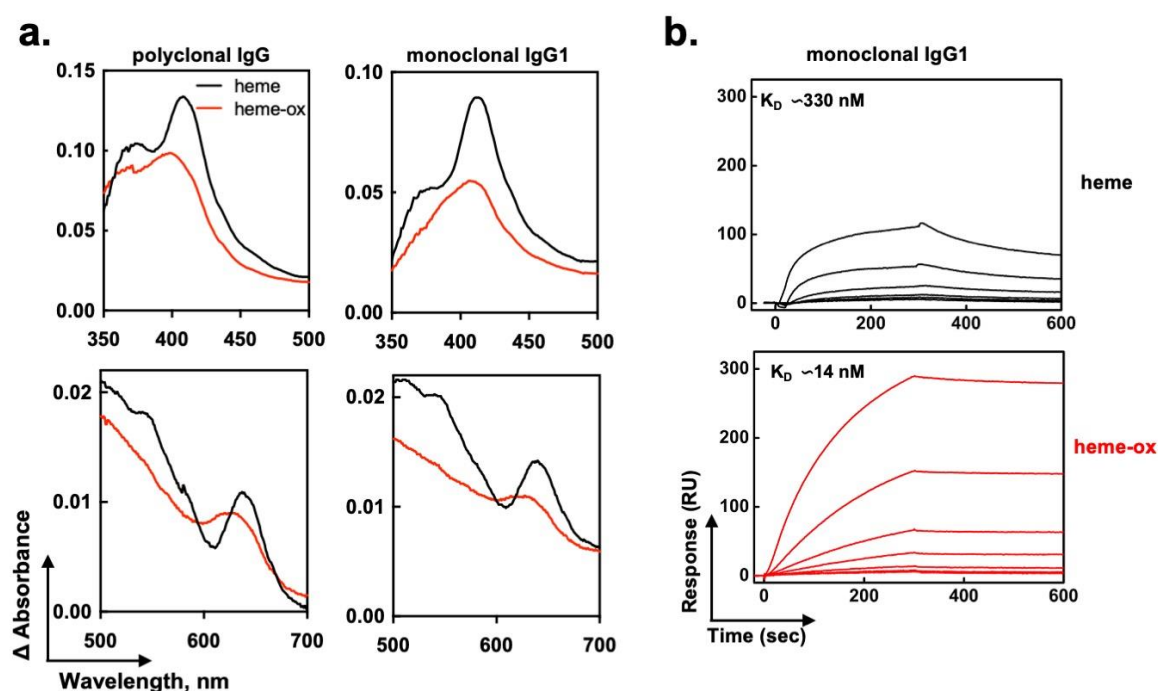 a.
polyclonal IgG
monoclonal IgG1
0.15
0.10
0.05
0.00
350
400
450
500
heme
heme-ox
0.10
0.05
0.00
350
400
450
500
0.02
0.01
0.00
500
600
700
0.02
0.01
0.00
500
600
700
Δ Absorbance
Wavelength, nm
b.
monoclonal IgG1
300
200
100
0
0
200
400
600
K_D ~330 nM
heme
300
200
100
0
0
200
400
600
K_D ~14 nM
heme-ox
Response (RU)
Time (sec)